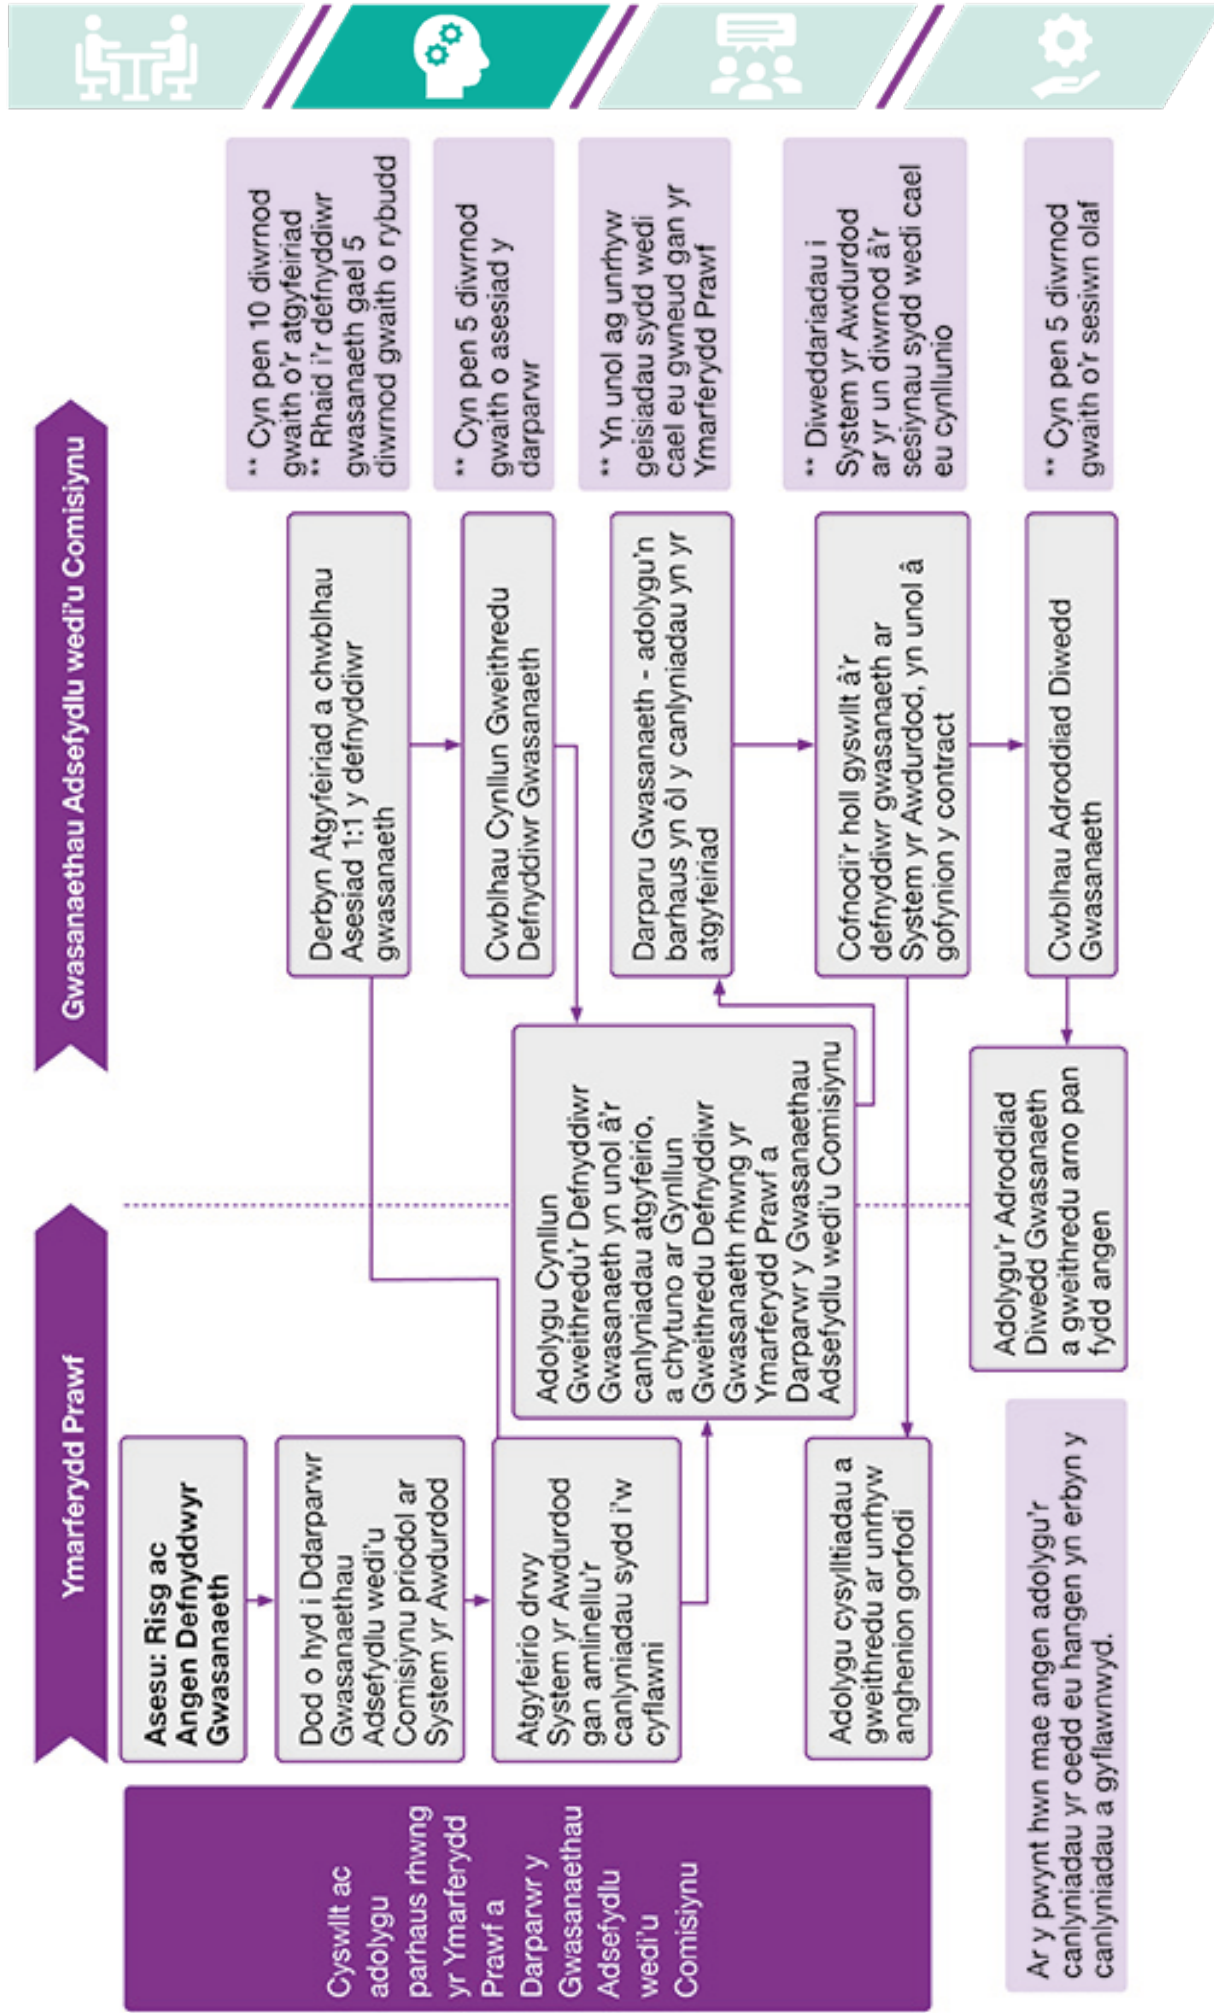 Ymarferydd Prawf
Gwasanaethau Adsefydlu wedi'u Comisiynu
Cyswllt ac
adolygu
parhaus rhwng
yr Ymarferydd
Prawf a
Darparwr y
Gwasanaethau
Adsefydlu
wedi'u
Comisiynu
Asesu: Risg ac
Angen Defnyddwyr
Gwasanaeth
Dod o hyd i Ddarparwr
Gwasanaethau
Adsefydlu wedi'u
Comisiynu priodol ar
System yr Awdurdod
Atgyfeirio drwy
System yr Awdurdod
gan amlinellu'r
canlyniadau sydd i'w
cyflawni
Derbyn Atgyfeiriad a chwblhau
Asesiad 1:1 y defnyddiwr
gwasanaeth
** Cyn pen 10 diwrnod
gwaith o'r atgyfeiriad
** Rhaid i'r defnyddiwr
gwasanaeth gael 5
diwrnod gwaith o rybudd
Cwblhau Cynllun Gweithredu
Defnyddiwr Gwasanaeth
** Cyn pen 5 diwrnod
gwaith o asesiad y
darparwr
Adolygu Cynllun
Gweithredu'r Defnyddiwr
Gwasanaeth yn unol â'r
canlyniadau atgyfeirio,
a chytuno ar Gynllun
Gweithredu Defnyddiwr
Gwasanaeth rhwng yr
Ymarferydd Prawf a
Darparwr y Gwasanaethau
Adsefydlu wedi'u Comisiynu
Darparu Gwasanaeth - adolygu'n
barhaus yn ôl y canlyniadau yn yr
atgyfeiriad
** Yn unol ag unrhyw
geisiadau sydd wedi
cael eu gwneud gan yr
Ymarferydd Prawf
Cofnodi'r holl gyswllt â'r
defnyddiwr gwasanaeth ar
System yr Awdurdod, yn unol â
gofynion y contract
** Diweddariadau i
System yr Awdurdod
ar yr un diwrnod â'r
sesiynau sydd wedi cael
eu cynllunio
Adolygu cysylltiadau a
gweithredu ar unrhyw
anghenion gorfodi
Cwblhau Adroddiad Diwedd
Gwasanaeth
** Cyn pen 5 diwrnod
gwaith o'r sesiwn olaf
Adolygu'r Adroddiad
Diwedd Gwasanaeth
a gweithredu arno pan
fydd angen
Ar y pwynt hwn mae angen adolygu'r
canlyniadau yr oedd eu hangen yn erbyn y
canlyniadau a gyflawnwyd.